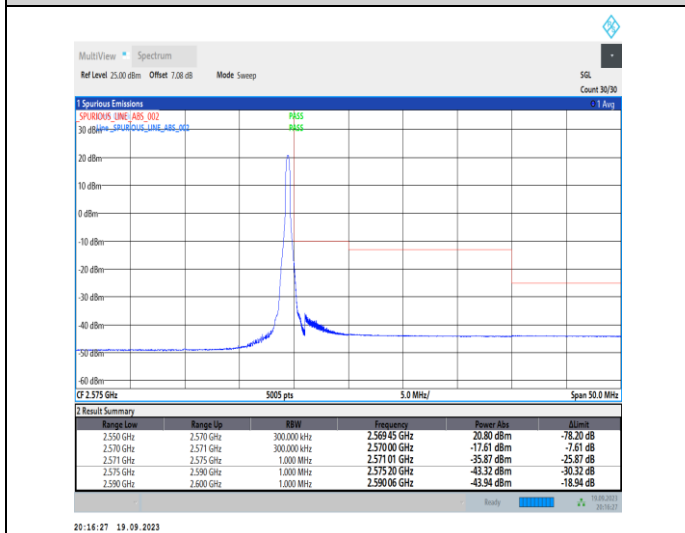 MultiView Spectrum
Ref Level 25.00 dBm Offset 7.08 dB Mode Sweep SGL
Count 30/30
1 Spurious Emissions 1 Avg
SPURIOUS_LINE_ABS_002 PASS
30 dBm Line _SPURIOUS_LINE_ABS_002 PASS
20 dBm
10 dBm
0 dBm
-10 dBm
-20 dBm
-30 dBm
-40 dBm
-50 dBm
-60 dBm
CF 2.575 GHz 5005 pts 5.0 MHz/ Span 50.0 MHz
2 Result Summary
Range Low Range Up RBW Frequency Power Abs ΔLimit
2.550 GHz 2.570 GHz 300.000 kHz 2.569 45 GHz 20.80 dBm -78.20 dB
2.570 GHz 2.571 GHz 300.000 kHz 2.570 00 GHz -17.61 dBm -7.61 dB
2.571 GHz 2.575 GHz 1.000 MHz 2.571 01 GHz -35.87 dBm -25.87 dB
2.575 GHz 2.590 GHz 1.000 MHz 2.575 20 GHz -43.32 dBm -30.32 dB
2.590 GHz 2.600 GHz 1.000 MHz 2.590 06 GHz -43.94 dBm -18.94 dB
Ready 19.09.2023
20:16:27
20:16:27 19.09.2023